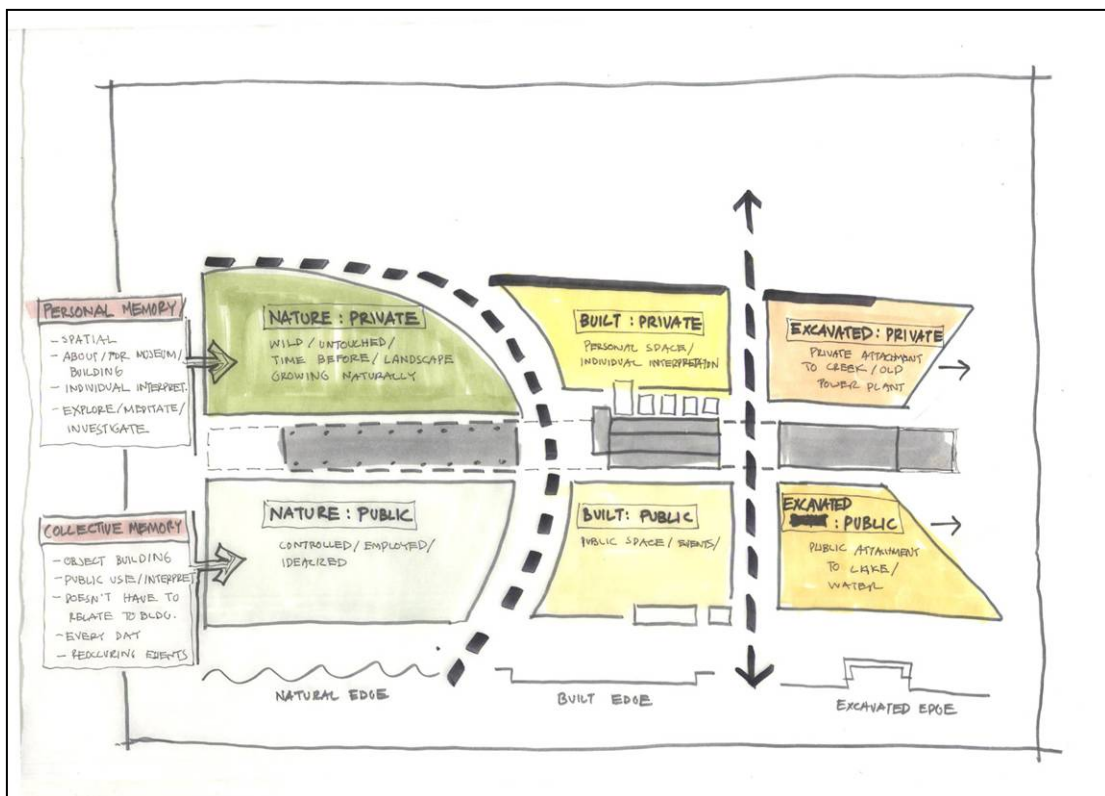 PERSONAL MEMORY
- SPATIAL
- ABOUT/FOR MUSEUM/
BUILDING
- INDIVIDUAL INTERPRET.
- EXPLORE/MEDITATE/
INVESTIGATE
NATURE : PRIVATE
WILD / UNTOUCHED /
TIME BEFORE / LANDSCAPE
GROWING NATURALLY
BUILT : PRIVATE
PERSONAL SPACE /
INDIVIDUAL INTERPRETATION
EXCAVATED : PRIVATE
PRIVATE ATTACHMENT
TO CREEK / OLD
POWER PLANT
COLLECTIVE MEMORY
- OBJECT BUILDING
- PUBLIC USE/INTERPRET
- DOESN'T HAVE TO
RELATE TO BLDG.
- EVERY DAY
- REOCCURING EVENTS
NATURE : PUBLIC
CONTROLLED / EMPLOYED /
IDEALIZED
BUILT : PUBLIC
PUBLIC SPACE / EVENTS /
EXCAVATED
: PUBLIC
PUBLIC ATTACHMENT
TO LAKE /
WATER
NATURAL EDGE
BUILT EDGE
EXCAVATED EDGE